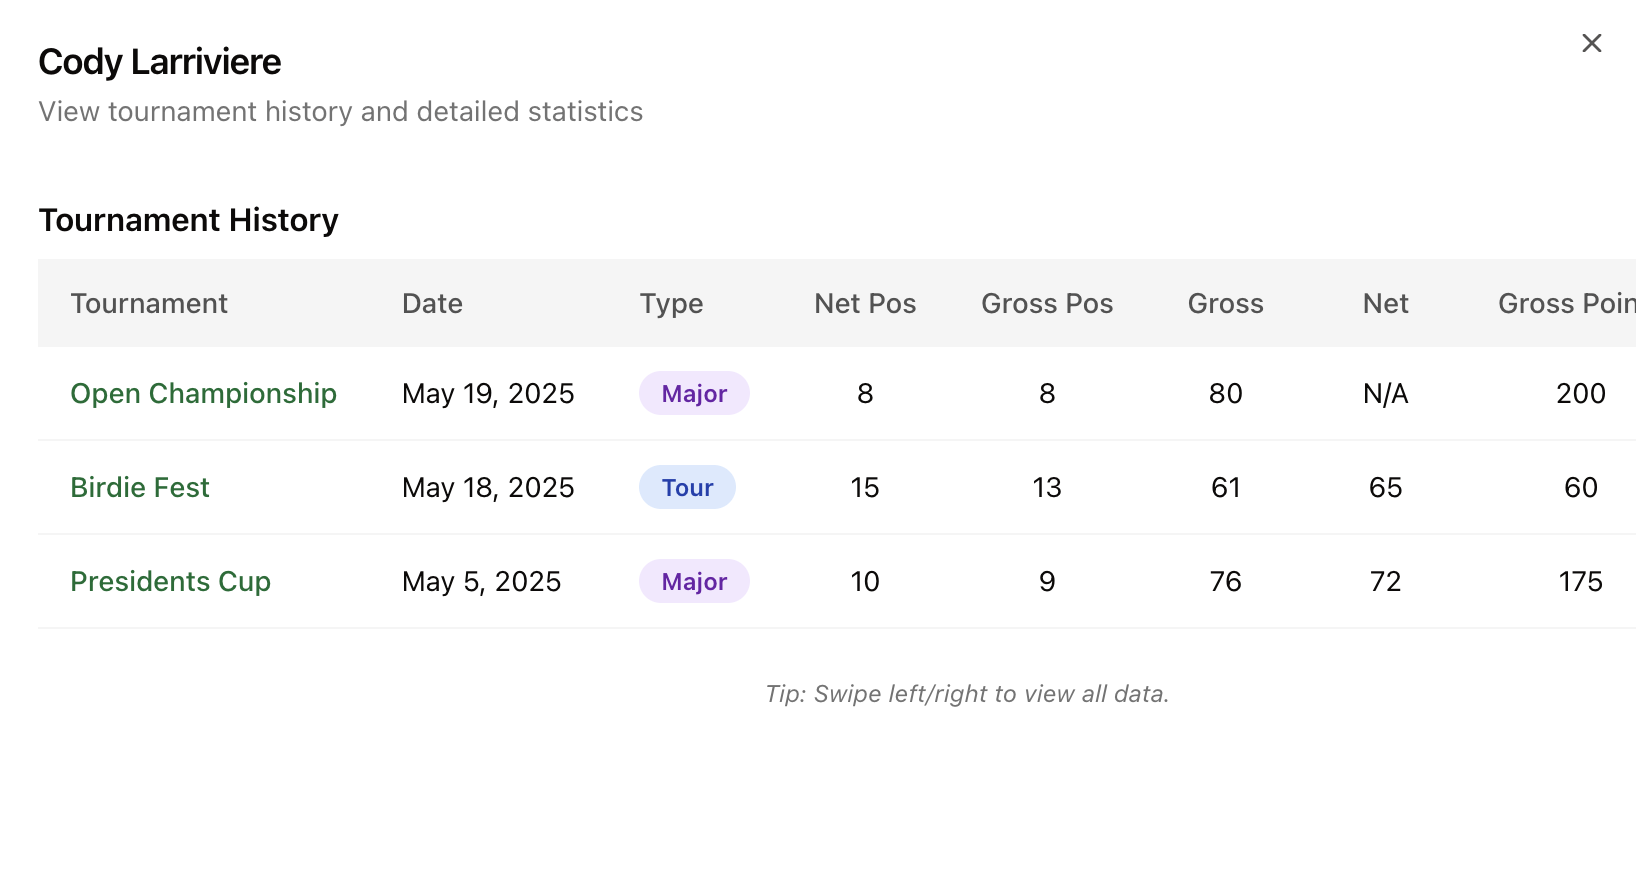 Cody Larriviere
View tournament history and detailed statistics
Tournament History
Tournament Date Type Net Pos Gross Pos Gross Net Gross Poin
Open Championship May 19, 2025 Major 8 8 80 N/A 200
Birdie Fest May 18, 2025 Tour 15 13 61 65 60
Presidents Cup May 5, 2025 Major 10 9 76 72 175
Tip: Swipe left/right to view all data.